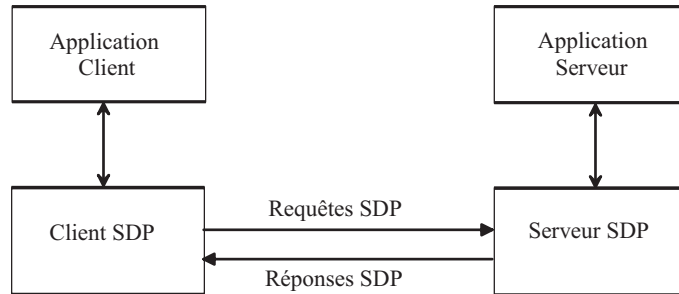 Application
Client
Application
Serveur
Client SDP
Requêtes SDP
Réponses SDP
Serveur SDP